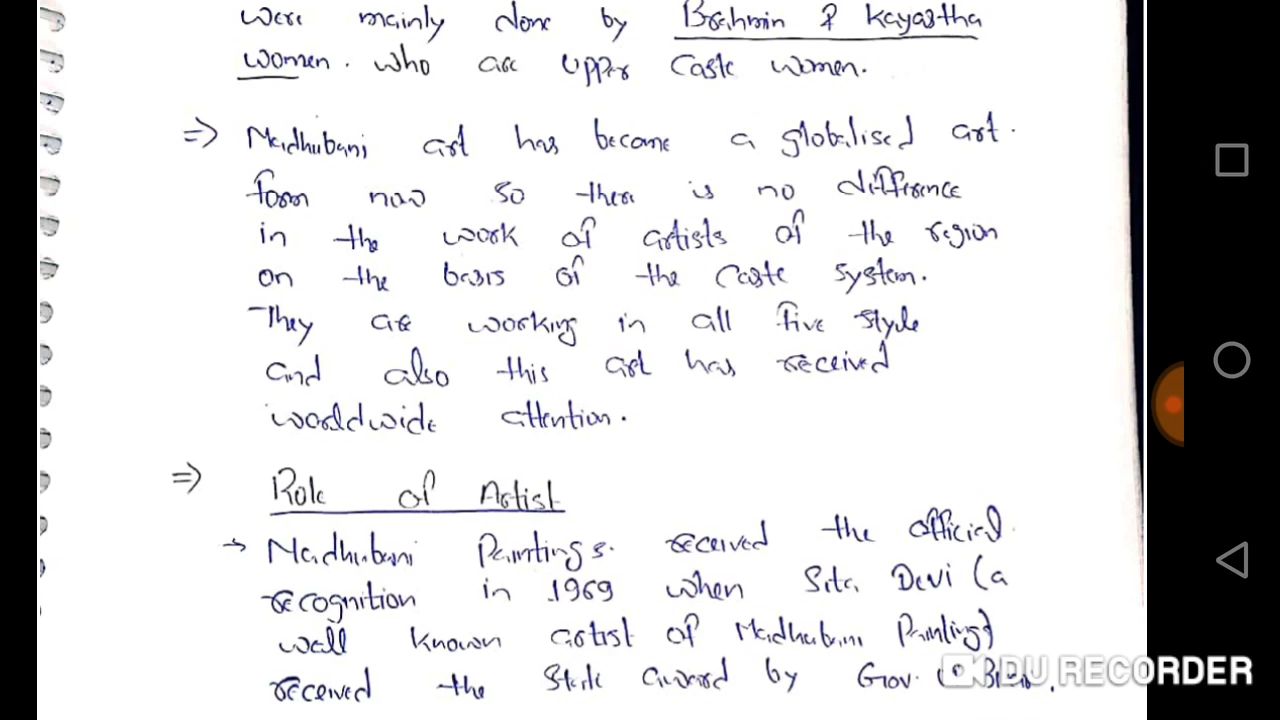 were mainly done by Brahmin & Kayastha
women. who are upper caste women.
⇒ Madhubani art has become a globalised art.
form now so there is no difference
in the work of artists of the region
on the basis of the caste system.
They are working in all five style
and also this art has received
worldwide attention.
⇒ Role of Artist
→ Madhubani Paintings. received the official
recognition in 1969 when Sita Devi (a
wall known artist of Madhubani Painting)
received the State award by Gov.
DU RECORDER